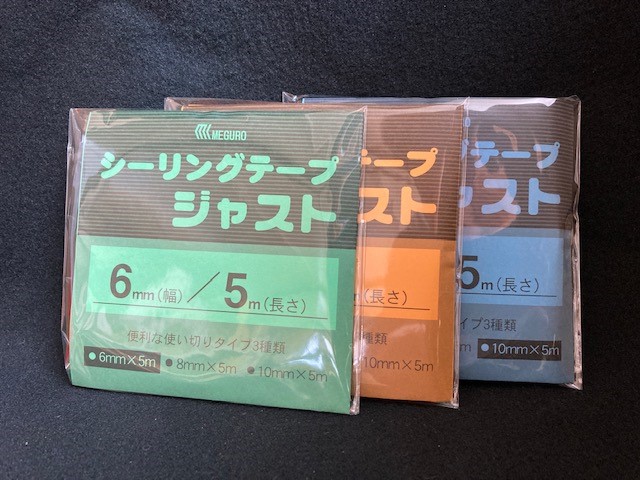 MEGURO
シーリングテープ
ジャスト
6mm(幅)／5m(長さ)
便利な使い切りタイプ3種類
●6mm×5m ●8mm×5m ●10mm×5m
テープ
スト
(長さ)
10mm×5m
テープ
スト
5m(長さ)
イプ3種類
●10mm×5m